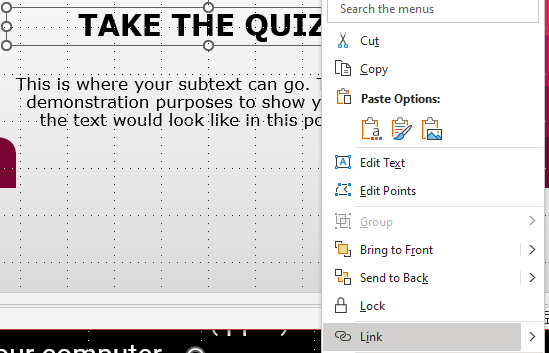 TAKE THE QUIZ
This is where your subtext can go.
demonstration purposes to show
the text would look like in this
our computer
Search the menus
Cut
Copy
Paste Options:
Edit Text
Edit Points
Group
Bring to Front
Send to Back
Lock
Link